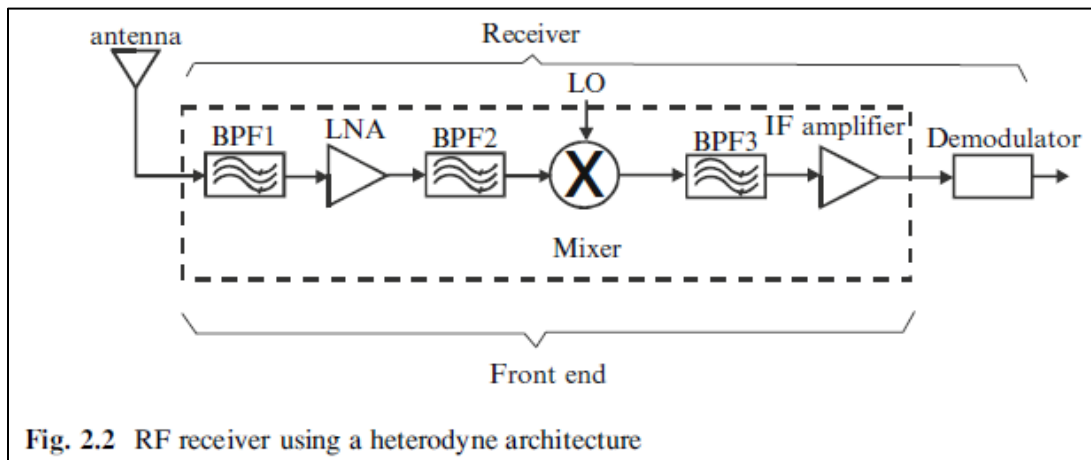 antenna
Receiver
LO
BPF1
LNA
BPF2
X
BPF3
IF amplifier
Demodulator
Mixer
Front end
Fig. 2.2 RF receiver using a heterodyne architecture